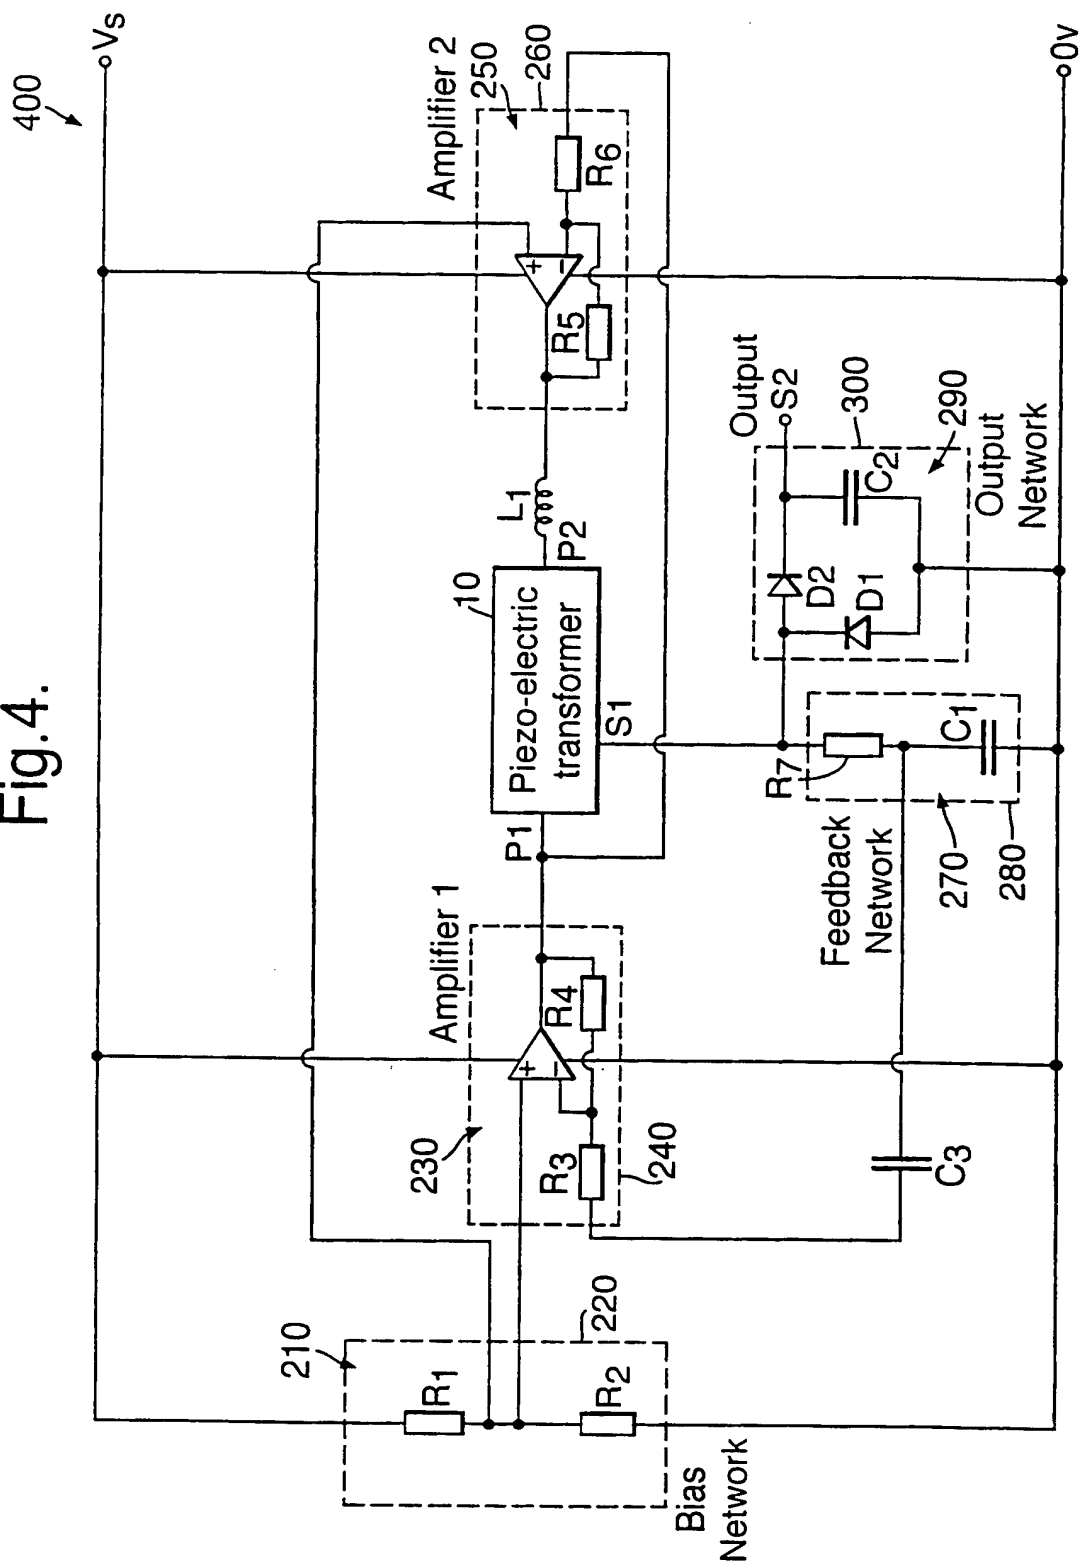 Fig.4.
400
Vs
Amplifier 2
250
260
R6
R5
L1
P2
10
Piezo-electric
transformer
P1
S1
Amplifier 1
230
R4
R3
240
+
−
+
−
210
R1
R2
220
Bias
Network
C3
Feedback
Network
270
280
R7
C1
D2
D1
C2
300
Output
S2
290
Output
Network
0v